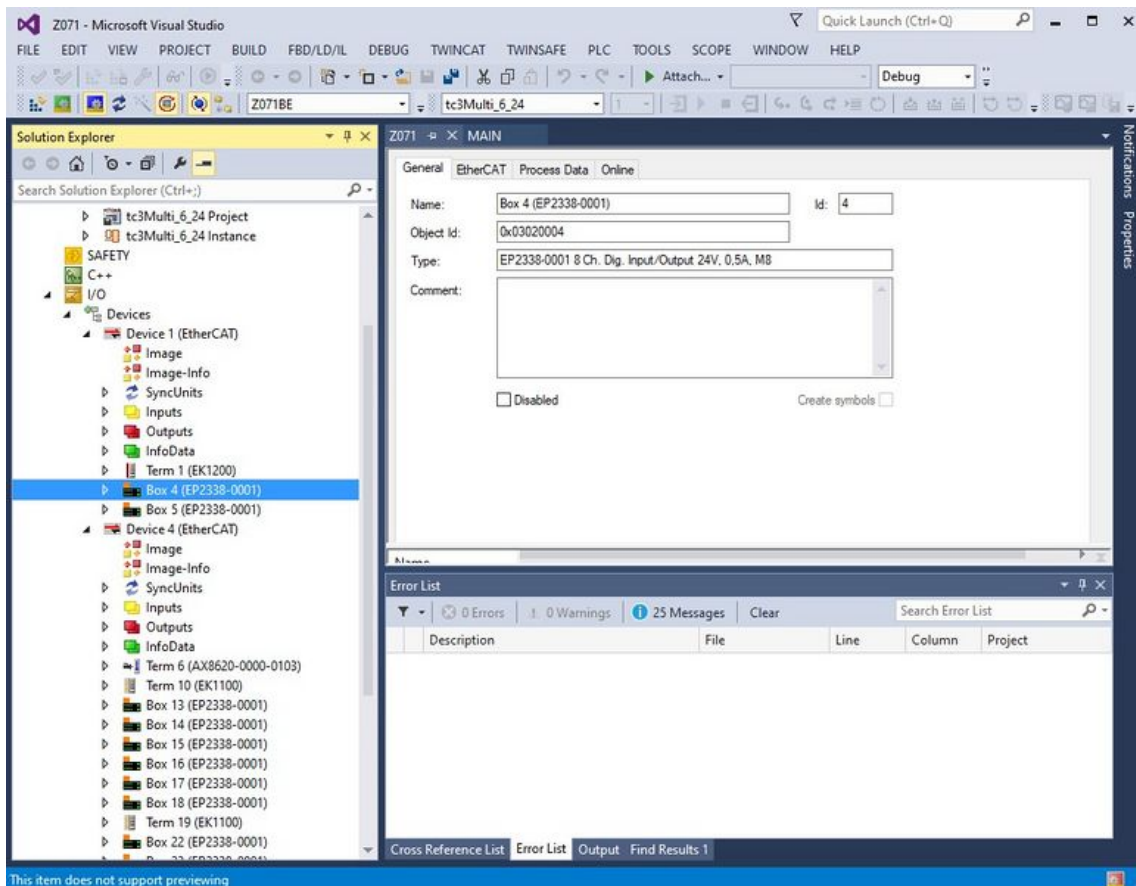 Z071 - Microsoft Visual Studio
Quick Launch (Ctrl+Q)
FILE EDIT VIEW PROJECT BUILD FBD/LD/IL DEBUG TWINCAT TWINSAFE PLC TOOLS SCOPE WINDOW HELP
Attach... Debug
Z071BE tc3Multi_6_24 1
Solution Explorer
Search Solution Explorer (Ctrl+;)
tc3Multi_6_24 Project
tc3Multi_6_24 Instance
SAFETY
C++
I/O
Devices
Device 1 (EtherCAT)
Image
Image-Info
SyncUnits
Inputs
Outputs
InfoData
Term 1 (EK1200)
Box 4 (EP2338-0001)
Box 5 (EP2338-0001)
Device 4 (EtherCAT)
Image
Image-Info
SyncUnits
Inputs
Outputs
InfoData
Term 6 (AX8620-0000-0103)
Term 10 (EK1100)
Box 13 (EP2338-0001)
Box 14 (EP2338-0001)
Box 15 (EP2338-0001)
Box 16 (EP2338-0001)
Box 17 (EP2338-0001)
Box 18 (EP2338-0001)
Term 19 (EK1100)
Box 22 (EP2338-0001)
Z071 MAIN
General EtherCAT Process Data Online
Name: Box 4 (EP2338-0001) Id: 4
Object Id: 0x03020004
Type: EP2338-0001 8 Ch. Dig. Input/Output 24V, 0,5A, M8
Comment:
Disabled Create symbols
Name
Error List
0 Errors 0 Warnings 25 Messages Clear Search Error List
Description File Line Column Project
Cross Reference List Error List Output Find Results 1
Notifications
Properties
This item does not support previewing